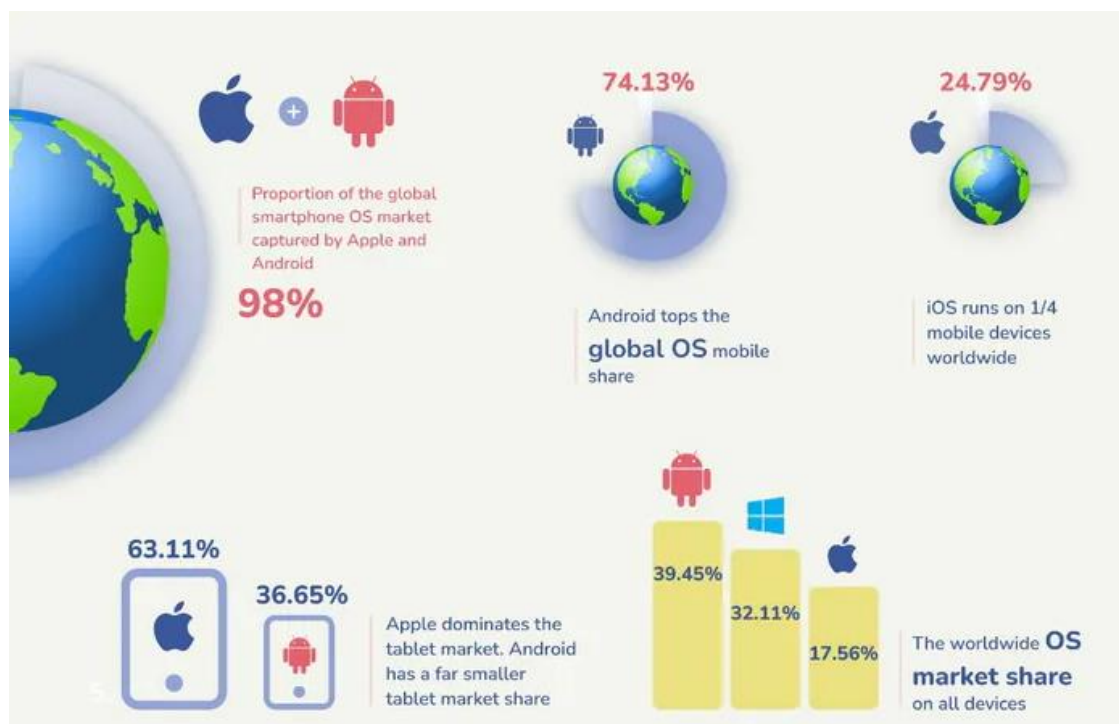 Proportion of the global
smartphone OS market
captured by Apple and
Android
98%
74.13%
Android tops the
global OS mobile
share
24.79%
iOS runs on 1/4
mobile devices
worldwide
63.11%
36.65%
Apple dominates the
tablet market. Android
has a far smaller
tablet market share
39.45%
32.11%
17.56%
The worldwide OS
market share
on all devices